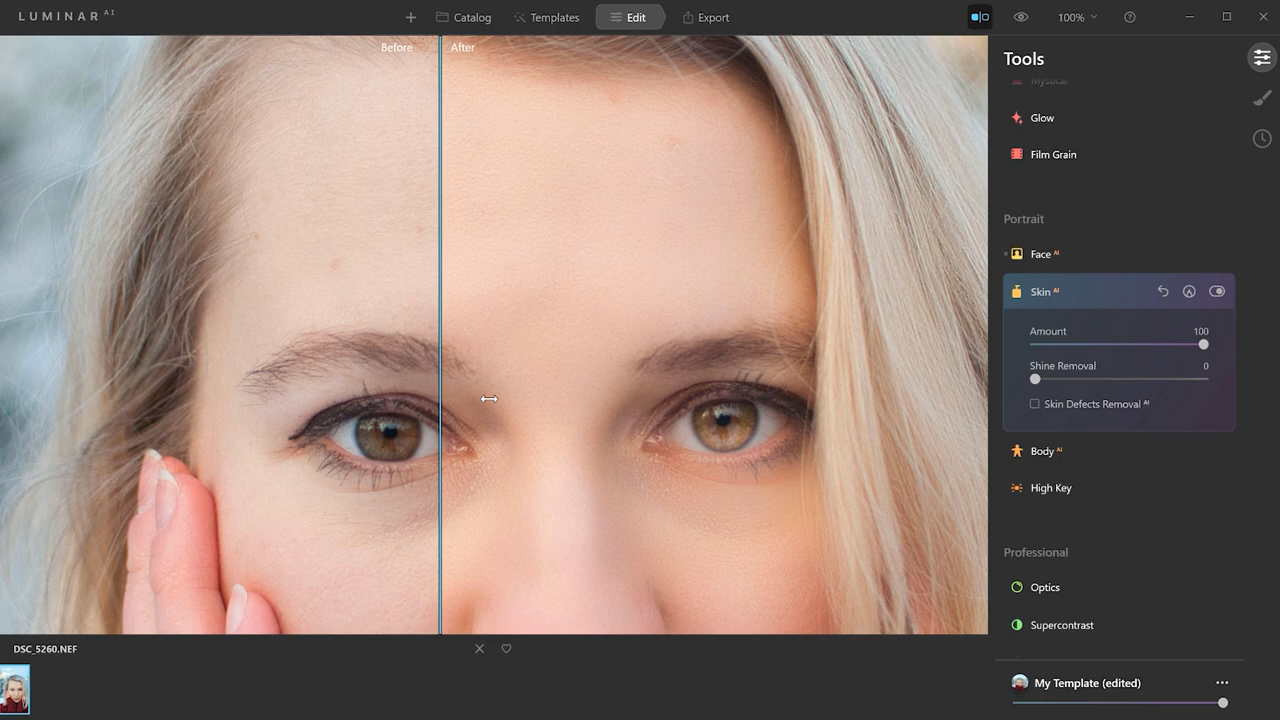 LUMINAR AI
Catalog
Templates
Edit
Export
100%
Before
After
Tools
Mystical
Glow
Film Grain
Portrait
Face AI
Skin AI
Amount 100
Shine Removal 0
Skin Defects Removal AI
Body AI
High Key
Professional
Optics
Supercontrast
DSC_5260.NEF
My Template (edited)